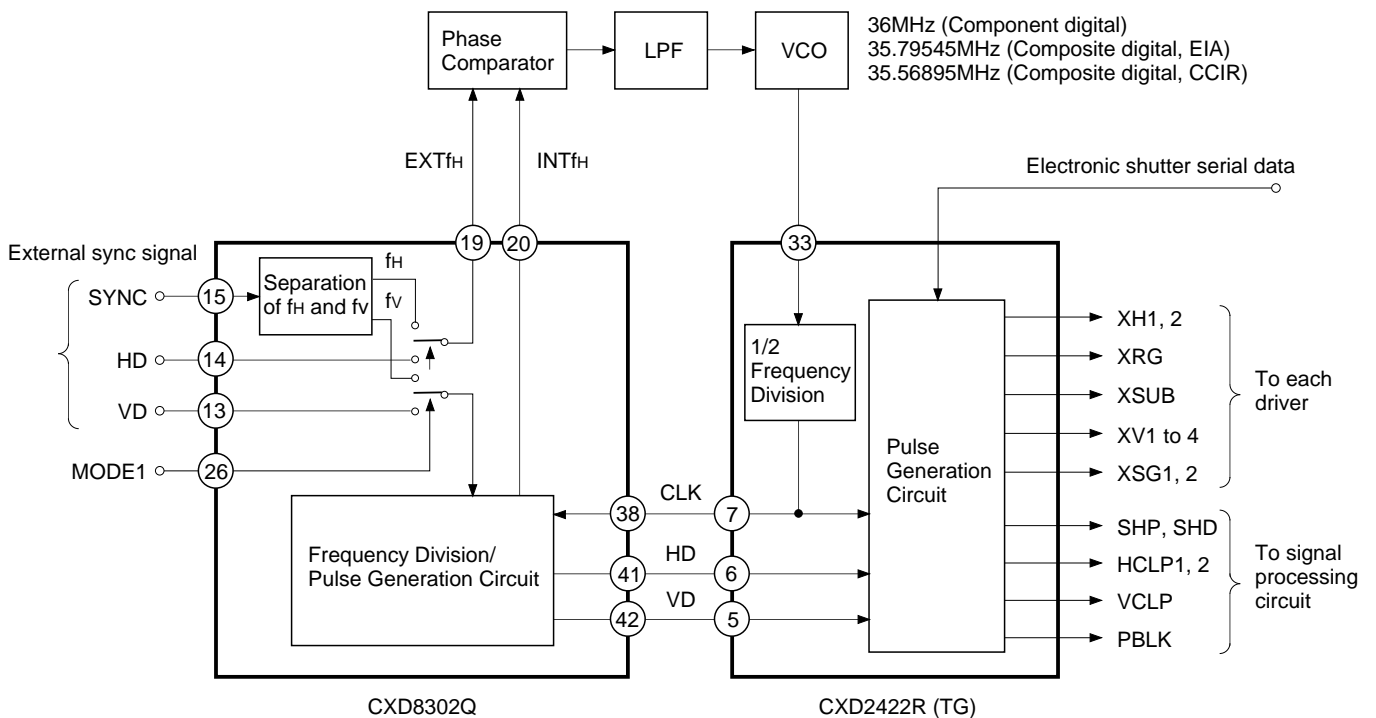 Phase
Comparator
LPF
VCO
36MHz (Component digital)
35.79545MHz (Composite digital, EIA)
35.56895MHz (Composite digital, CCIR)
EXTfH
INTfH
Electronic shutter serial data
External sync signal
19
20
33
SYNC
15
Separation
of fH and fV
fH
fV
HD
14
VD
13
MODE1
26
1/2
Frequency
Division
Pulse
Generation
Circuit
XH1, 2
XRG
XSUB
XV1 to 4
XSG1, 2
To each
driver
Frequency Division/
Pulse Generation Circuit
38
CLK
7
41
HD
6
42
VD
5
SHP, SHD
HCLP1, 2
VCLP
PBLK
To signal
processing
circuit
CXD8302Q
CXD2422R (TG)